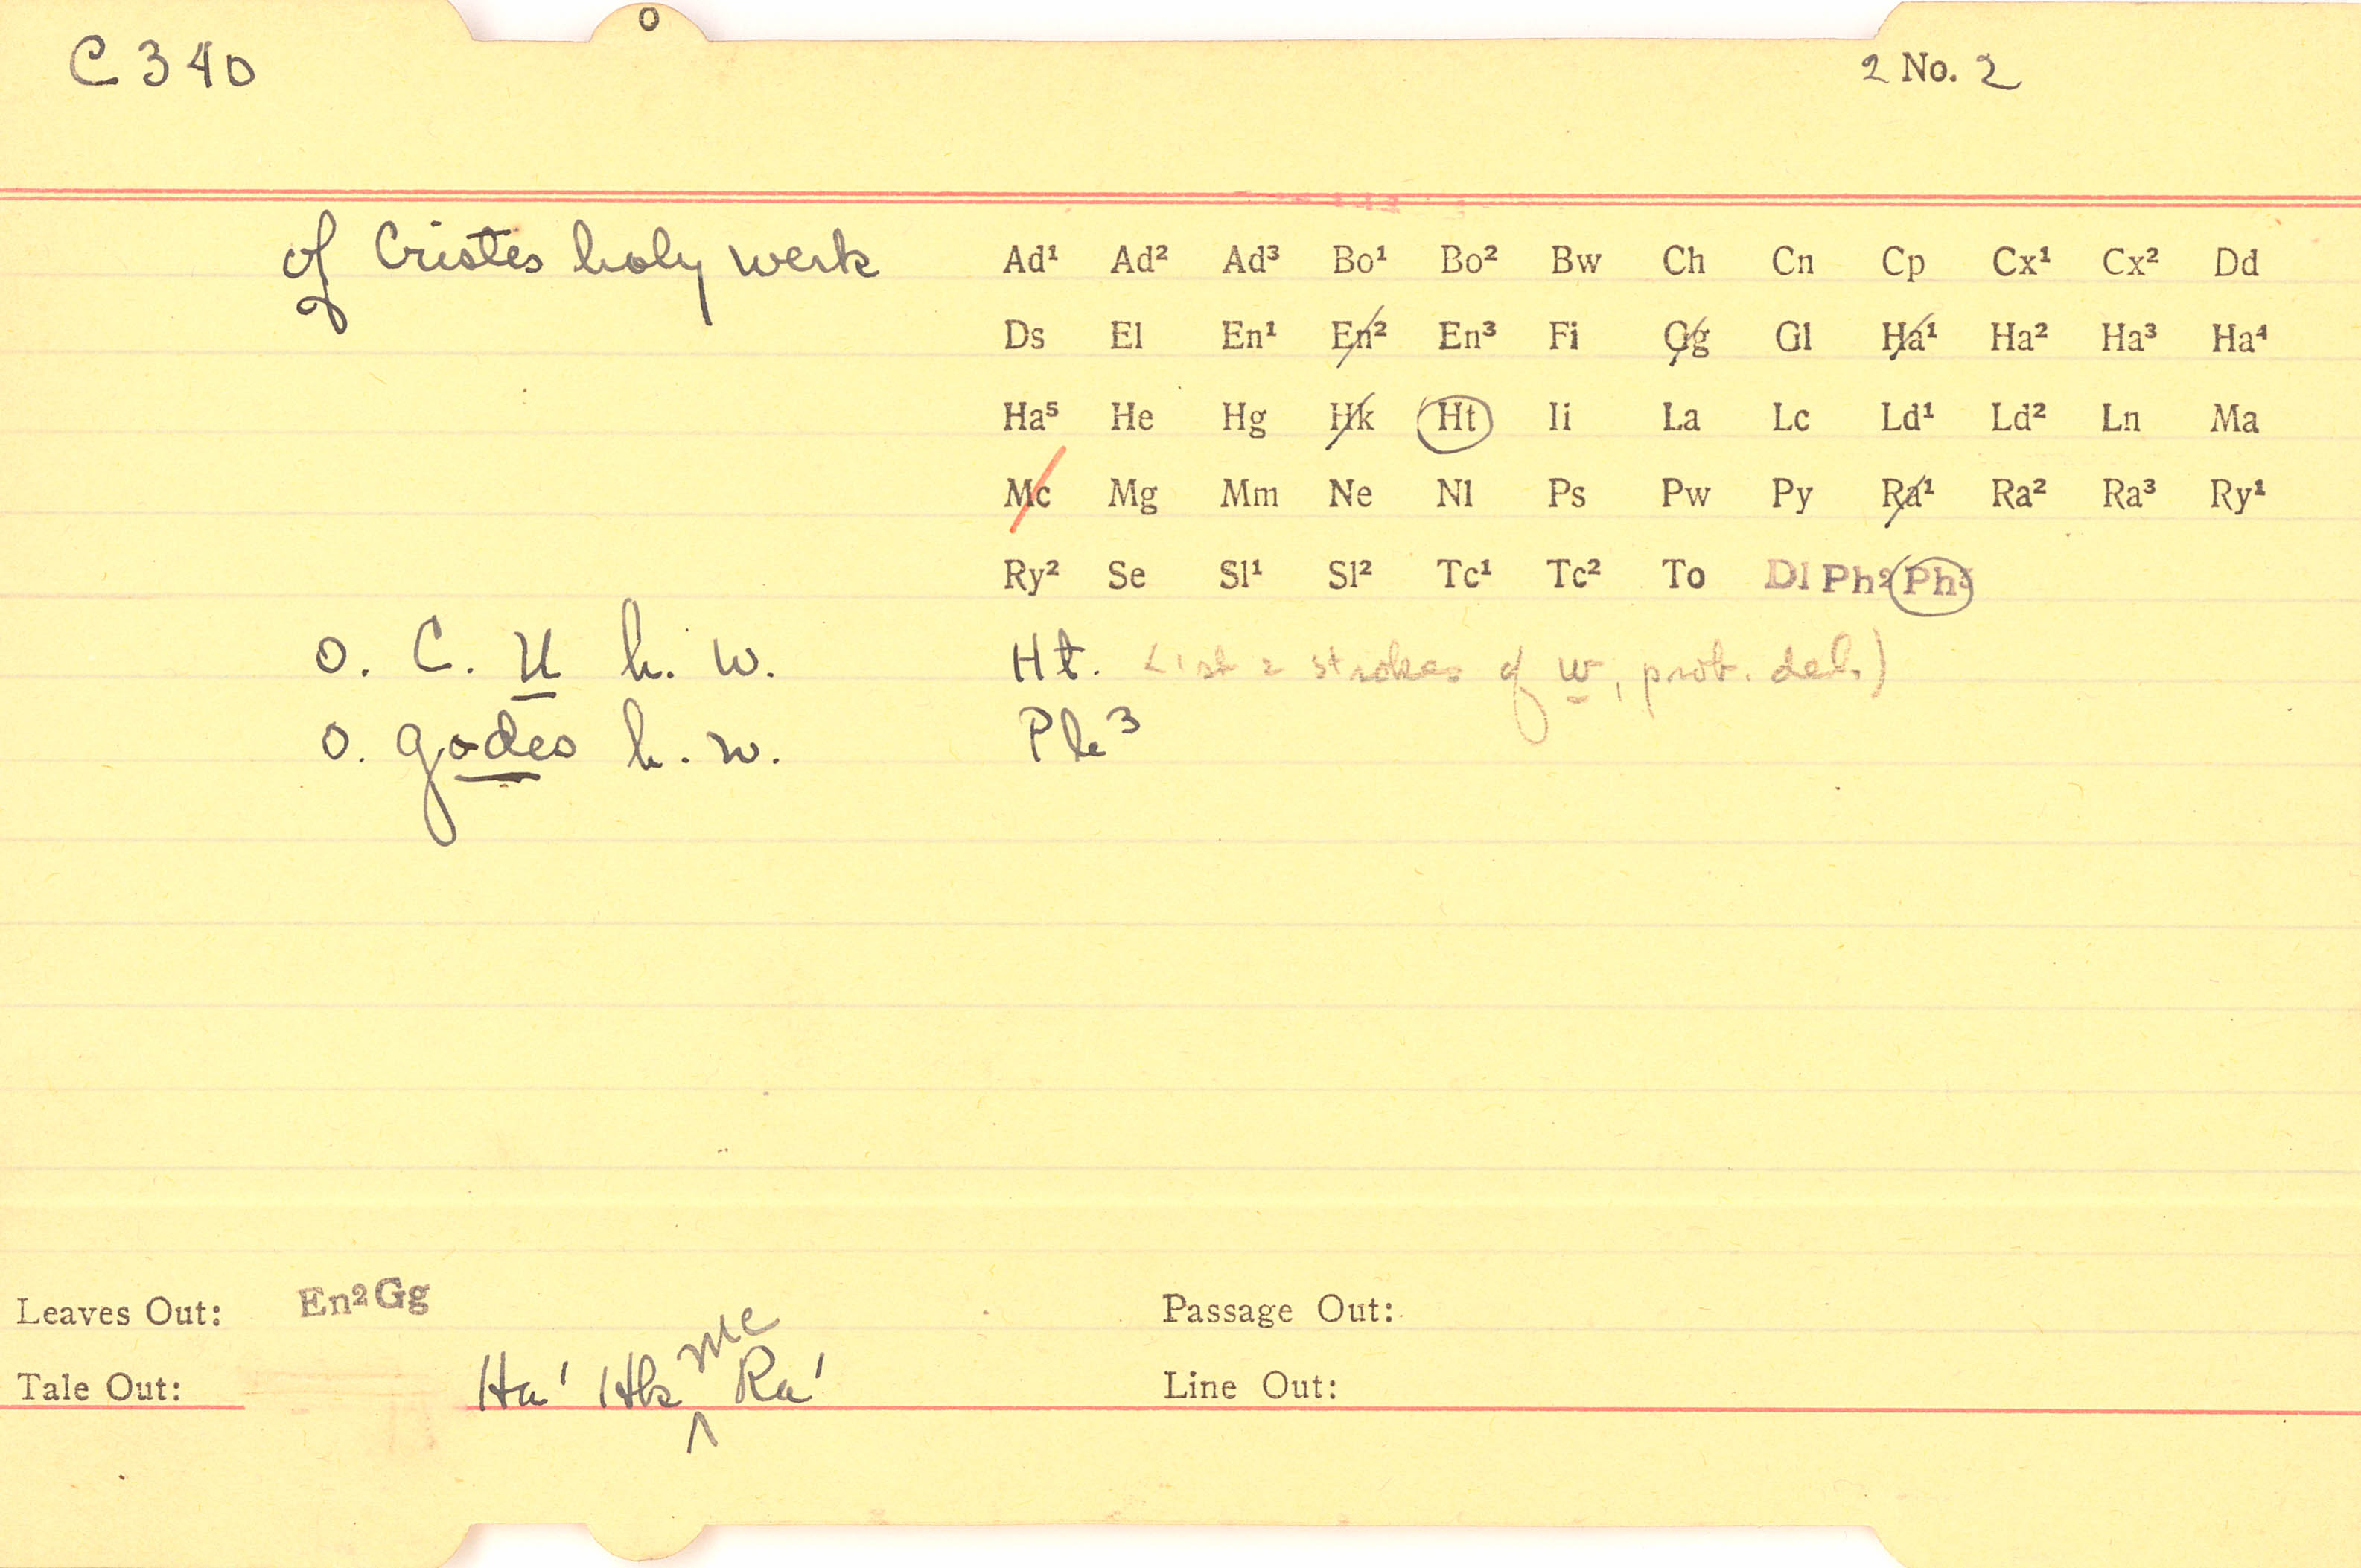 O
C 340
2 No. 2
of Cristes holy werk
Ad¹ Ad² Ad³ Bo¹ Bo² Bw Ch Cn Cp Cx¹ Cx² Dd
Ds El En¹ En² En³ Fi Gg Gl Ha¹ Ha² Ha³ Ha⁴
Ha⁵ He Hg Hk Ht Ii La Lc Ld¹ Ld² Ln Ma
Mc Mg Mm Ne Nl Ps Pw Py Ra¹ Ra² Ra³ Ry¹
Ry² Se Sl¹ Sl² Tc¹ Tc² To Dl Ph² Ph³
o. C. U h. w. Ht. (1st 2 strokes of w, prob. del.)
o. godes h. w. Ph³
Leaves Out: En² Gg
Passage Out:
Tale Out: Ha¹ Hk ^ Mc Ra¹
Line Out: